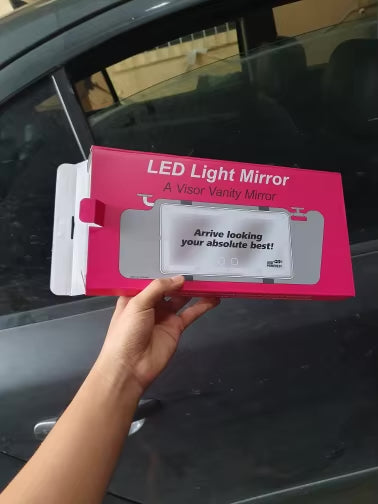 LED Light Mirror
A Visor Vanity Mirror
Arrive looking
your absolute best!